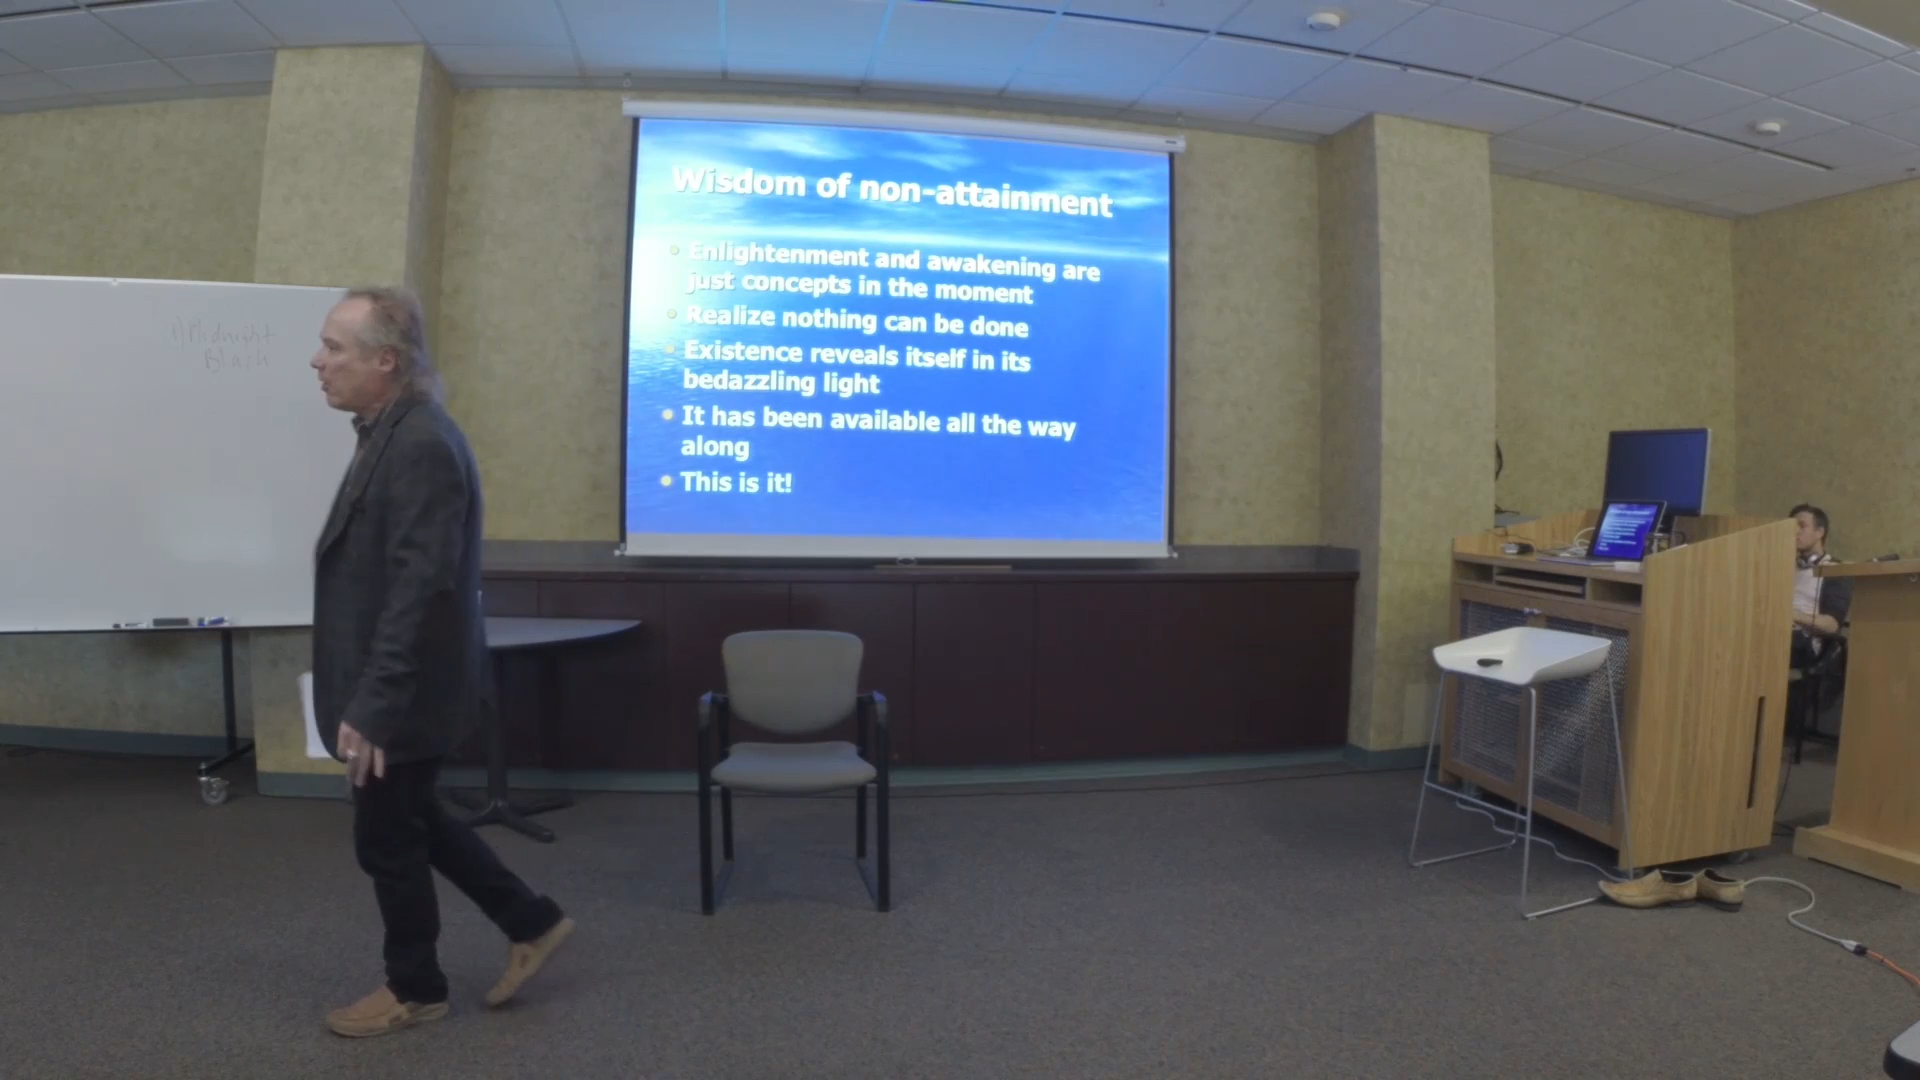 1) Midnight
Black
Wisdom of non-attainment
Enlightenment and awakening are
just concepts in the moment
Realize nothing can be done
Existence reveals itself in its
bedazzling light
It has been available all the way
along
This is it!